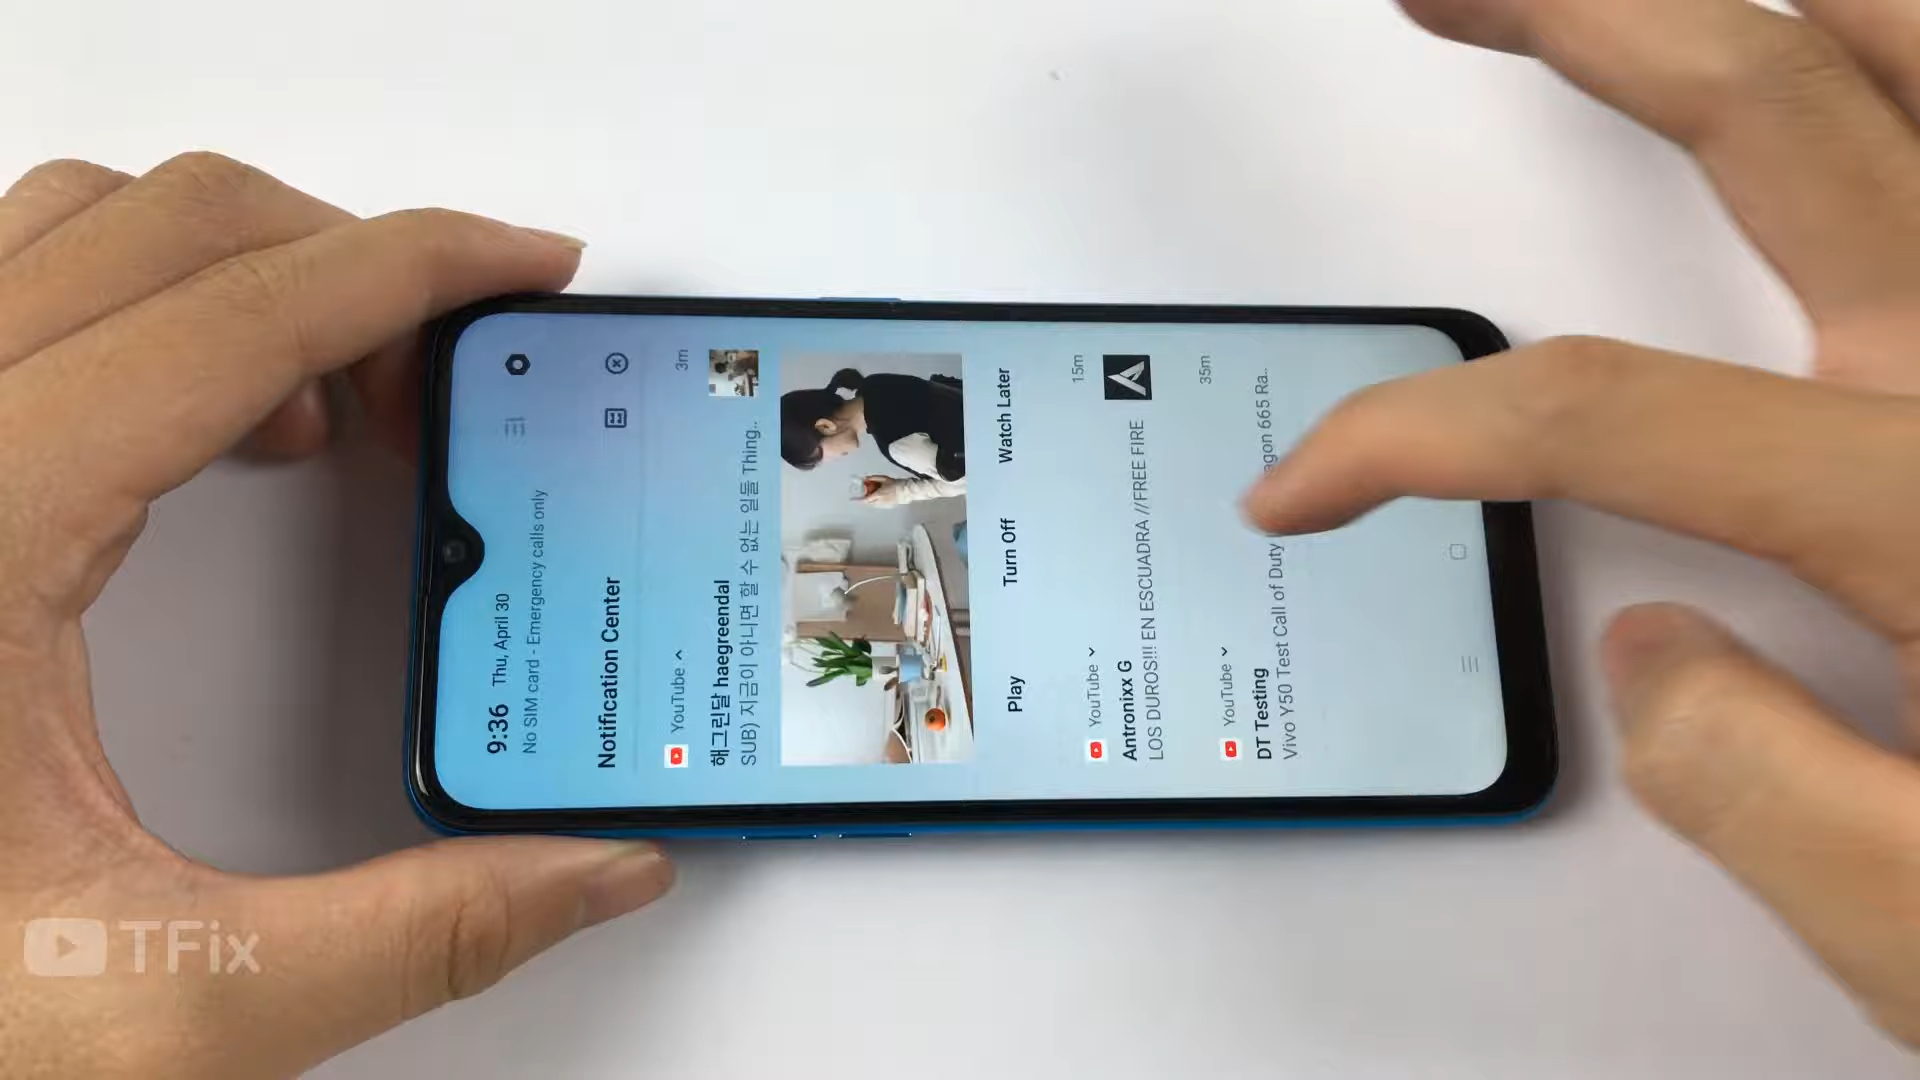 9:36 Thu, April 30
No SIM card - Emergency calls only
Notification Center
YouTube
3m
해그린달 haegreendal
SUB) 지금이 아니면 할 수 없는 일들 Thing..
Play
Turn Off
Watch Later
YouTube
15m
Antronixx G
LOS DUROS!!! EN ESCUADRA //FREE FIRE
YouTube
35m
DT Testing
Vivo Y50 Test Call of Duty 665 Ra..
TFix